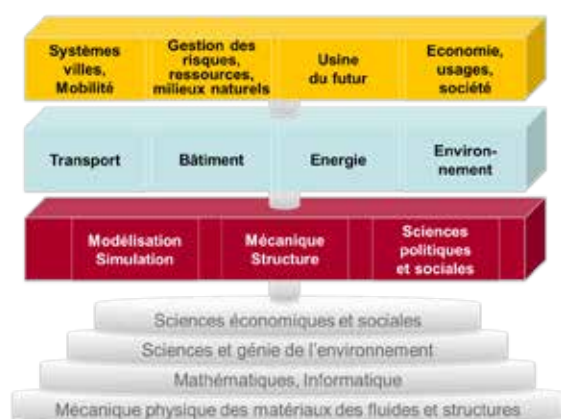 Systèmes
villes,
Mobilité
Gestion des
risques,
ressources,
milieux naturels
Usine
du futur
Economie,
usages,
société
Transport
Bâtiment
Energie
Environ-
nement
Modélisation
Simulation
Mécanique
Structure
Sciences
politiques
et sociales
Sciences économiques et sociales
Sciences et génie de l'environnement
Mathématiques, Informatique
Mécanique physique des matériaux des fluides et structures